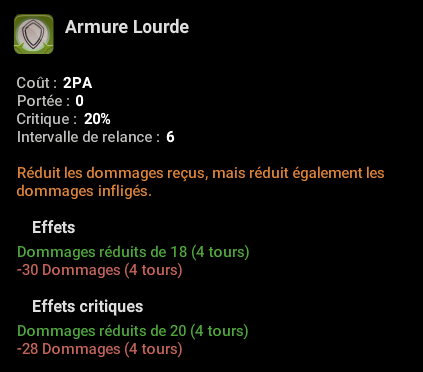 Armure Lourde
Coût : 2PA
Portée : 0
Critique : 20%
Intervalle de relance : 6
Réduit les dommages reçus, mais réduit également les
dommages infligés.
Effets
Dommages réduits de 18 (4 tours)
-30 Dommages (4 tours)
Effets critiques
Dommages réduits de 20 (4 tours)
-28 Dommages (4 tours)